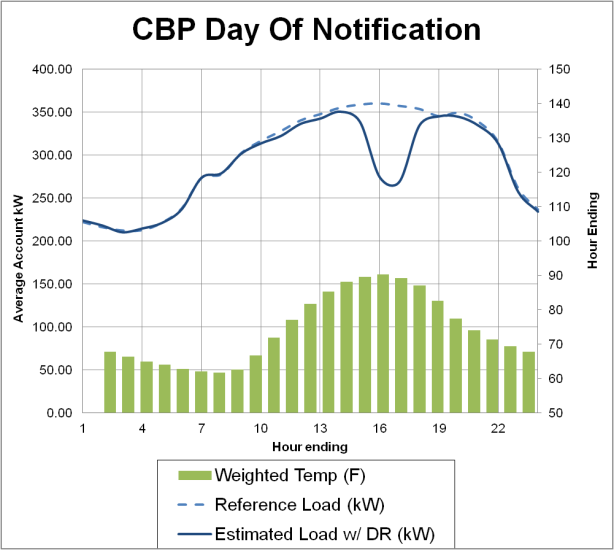 CBP Day Of Notification
400.00
350.00
300.00
250.00
200.00
150.00
100.00
50.00
0.00
Average Account kW
150
140
130
120
110
100
90
80
70
60
50
Hour Ending
1 4 7 10 13 16 19 22
Hour ending
Weighted Temp (F)
Reference Load (kW)
Estimated Load w/ DR (kW)